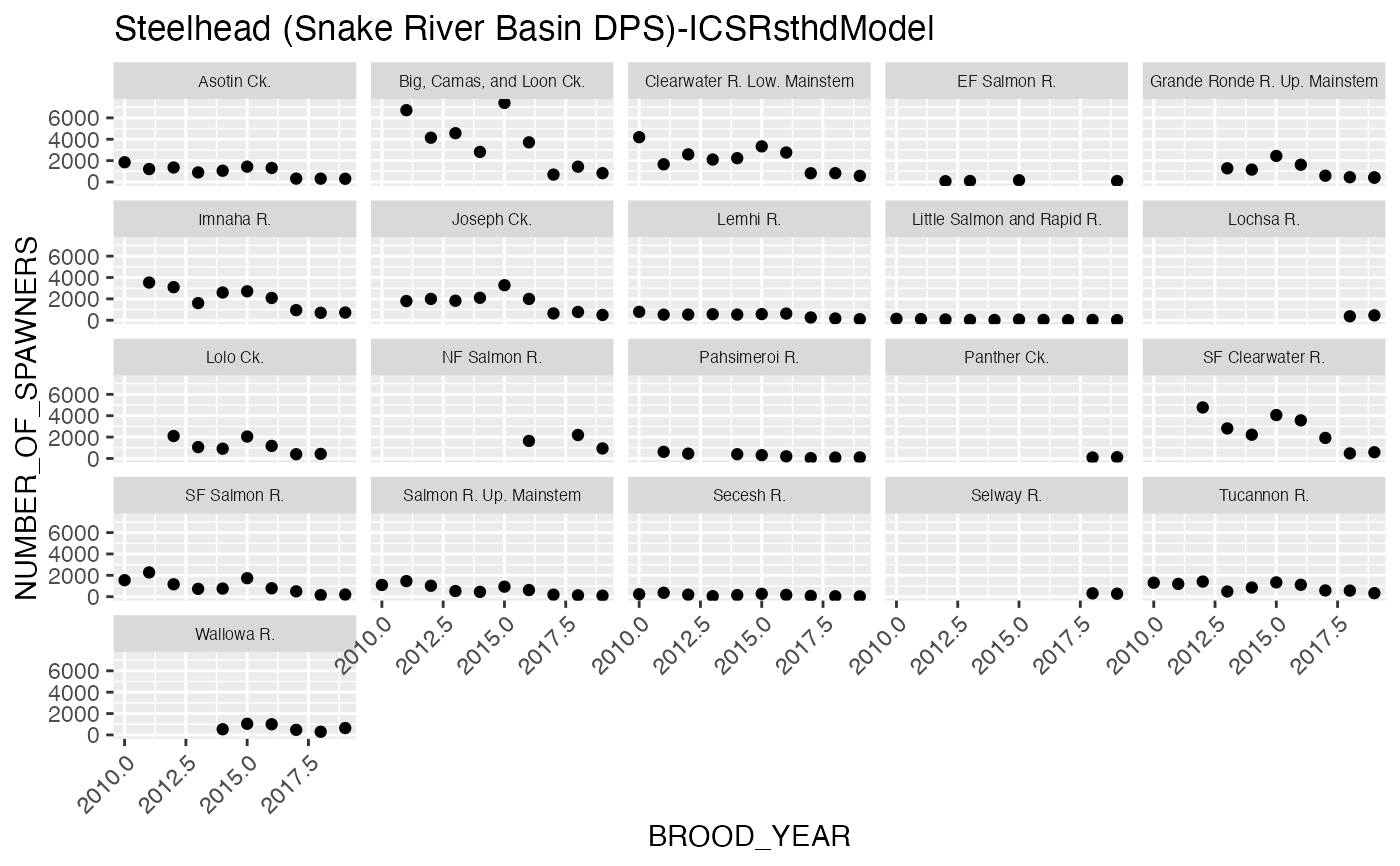 Steelhead (Snake River Basin DPS)-ICSRsthdModel
Asotin Ck.
Big, Camas, and Loon Ck.
Clearwater R. Low. Mainstem
EF Salmon R.
Grande Ronde R. Up. Mainstem
6000
4000
2000
0
Imnaha R.
Joseph Ck.
Lemhi R.
Little Salmon and Rapid R.
Lochsa R.
6000
4000
2000
0
Lolo Ck.
NF Salmon R.
Pahsimeroi R.
Panther Ck.
SF Clearwater R.
6000
4000
2000
0
SF Salmon R.
Salmon R. Up. Mainstem
Secesh R.
Selway R.
Tucannon R.
6000
4000
2000
0
2010.0 2012.5 2015.0 2017.5
2010.0 2012.5 2015.0 2017.5
2010.0 2012.5 2015.0 2017.5
2010.0 2012.5 2015.0 2017.5
Wallowa R.
6000
4000
2000
0
2010.0 2012.5 2015.0 2017.5
NUMBER_OF_SPAWNERS
BROOD_YEAR